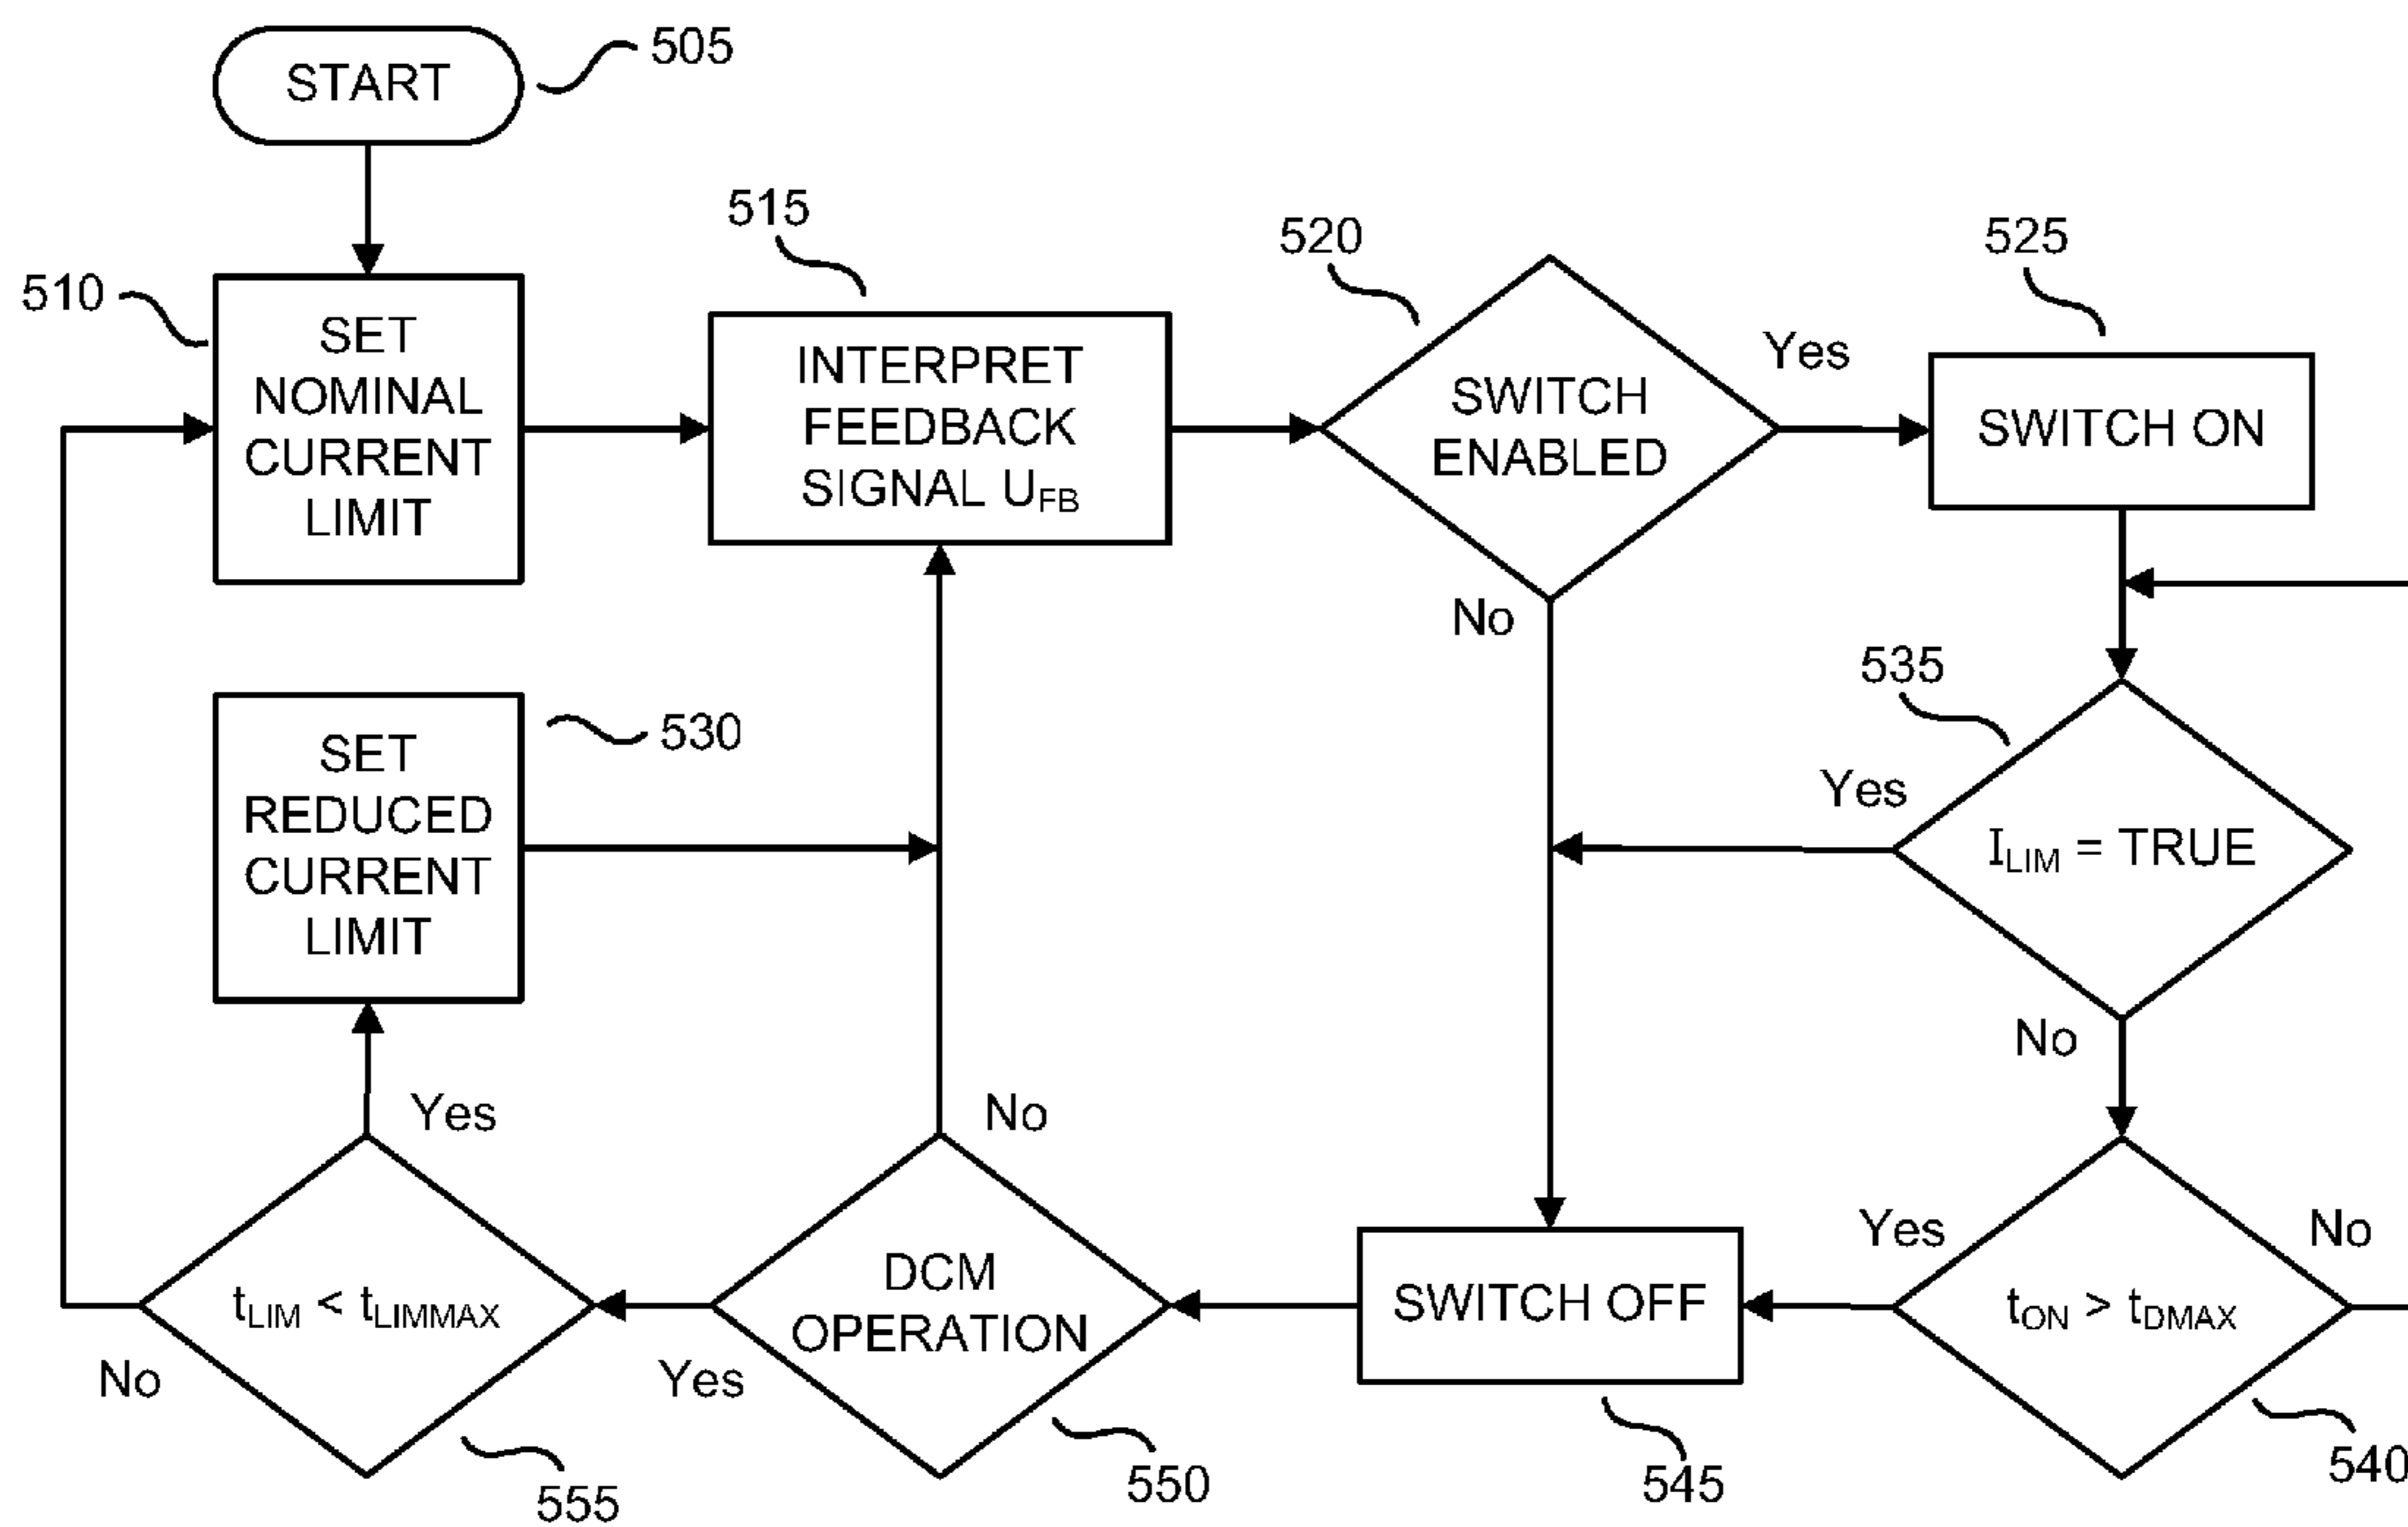 START
505
510
SET
NOMINAL
CURRENT
LIMIT
515
INTERPRET
FEEDBACK
SIGNAL UFB
520
SWITCH
ENABLED
Yes
No
525
SWITCH ON
530
SET
REDUCED
CURRENT
LIMIT
535
Yes
ILIM = TRUE
No
Yes
tLIM < tLIMMAX
No
555
No
DCM
OPERATION
Yes
550
SWITCH OFF
545
Yes
tON > tDMAX
No
540